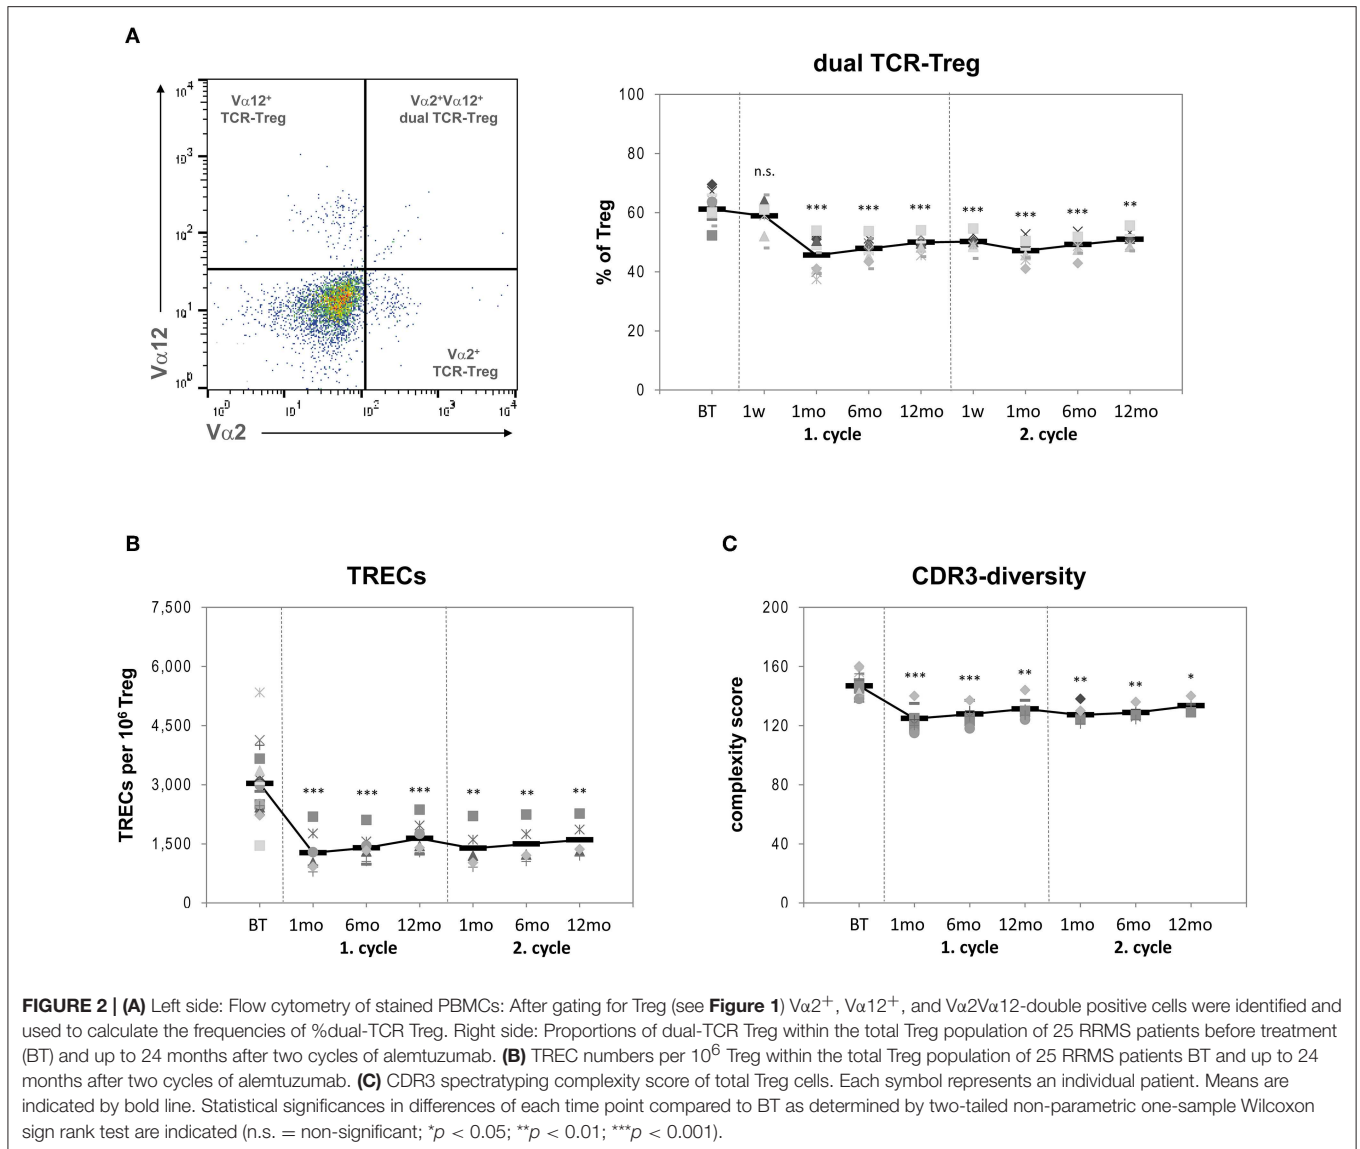 A
dual TCR-Treg
Vα12⁺
TCR-Treg
Vα2⁺Vα12⁺
dual TCR-Treg
Vα2⁺
TCR-Treg
10⁴
10³
10²
10¹
10⁰
Vα12
10⁰ 10¹ 10² 10³ 10⁴
Vα2
100
80
60
40
20
0
% of Treg
n.s. *** *** *** *** *** *** **
BT 1w 1mo 6mo 12mo 1w 1mo 6mo 12mo
1. cycle 2. cycle
B
TRECs
7,500
6,000
4,500
3,000
1,500
0
TRECs per 10⁶ Treg
*** *** *** ** ** **
BT 1mo 6mo 12mo 1mo 6mo 12mo
1. cycle 2. cycle
C
CDR3-diversity
200
160
120
80
40
0
complexity score
*** *** ** ** ** *
BT 1mo 6mo 12mo 1mo 6mo 12mo
1. cycle 2. cycle
FIGURE 2 | (A) Left side: Flow cytometry of stained PBMCs: After gating for Treg (see Figure 1) Vα2⁺, Vα12⁺, and Vα2Vα12-double positive cells were identified and
used to calculate the frequencies of %dual-TCR Treg. Right side: Proportions of dual-TCR Treg within the total Treg population of 25 RRMS patients before treatment
(BT) and up to 24 months after two cycles of alemtuzumab. (B) TREC numbers per 10⁶ Treg within the total Treg population of 25 RRMS patients BT and up to 24
months after two cycles of alemtuzumab. (C) CDR3 spectratyping complexity score of total Treg cells. Each symbol represents an individual patient. Means are
indicated by bold line. Statistical significances in differences of each time point compared to BT as determined by two-tailed non-parametric one-sample Wilcoxon
sign rank test are indicated (n.s. = non-significant; *p < 0.05; **p < 0.01; ***p < 0.001).